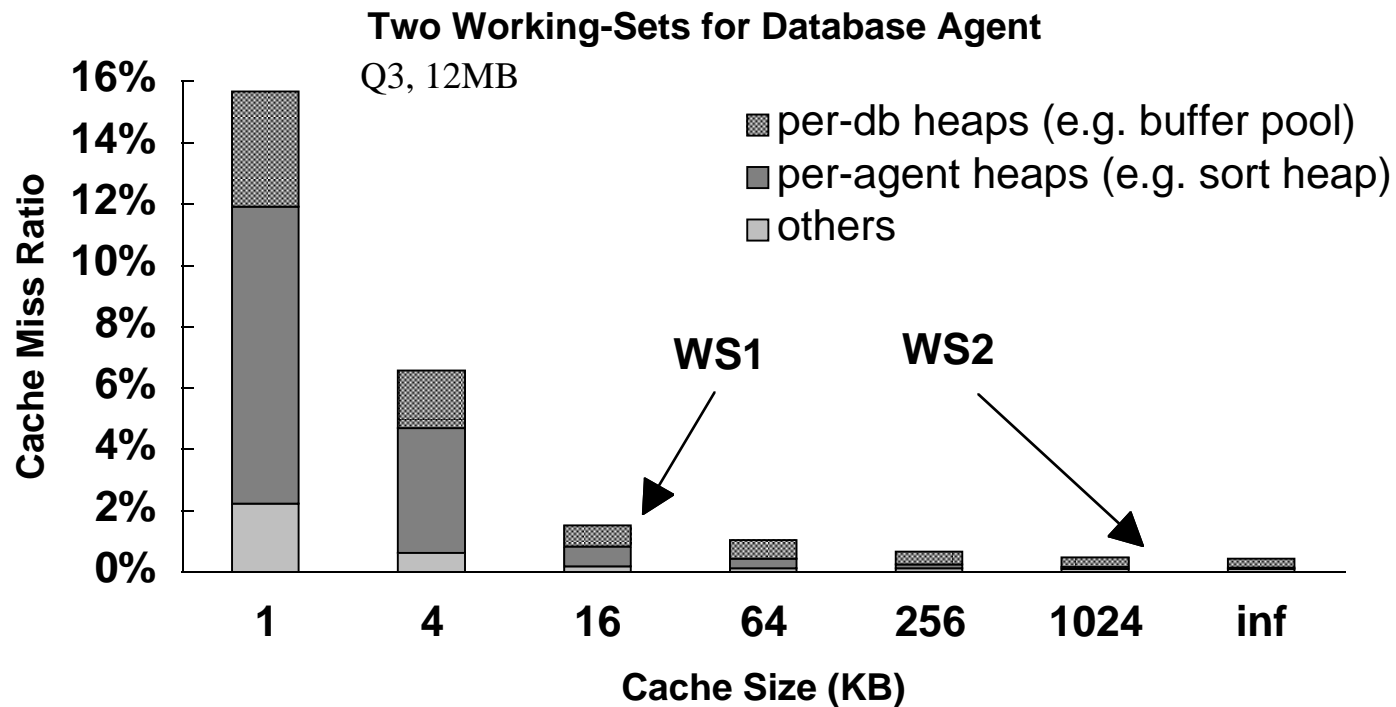 Two Working-Sets for Database Agent
Q3, 12MB
16%
14%
12%
10%
8%
6%
4%
2%
0%
Cache Miss Ratio
per-db heaps (e.g. buffer pool)
per-agent heaps (e.g. sort heap)
others
WS1
WS2
1 4 16 64 256 1024 inf
Cache Size (KB)